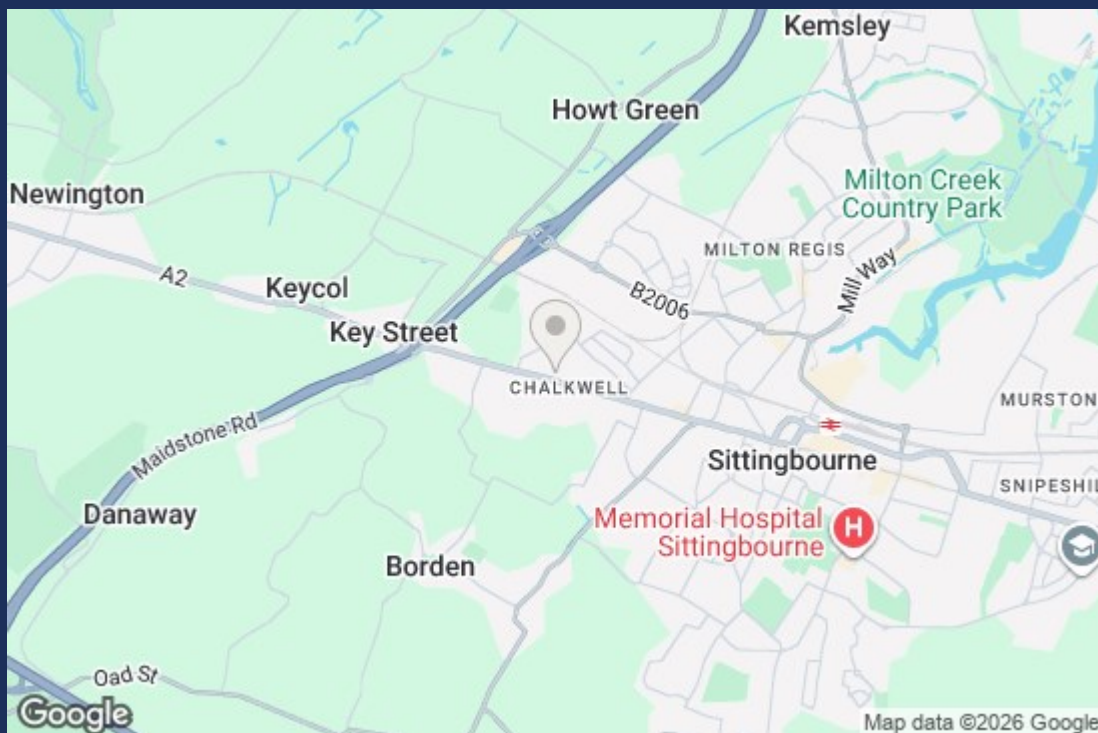 Kemsley
Howt Green
Newington
Milton Creek
Country Park
MILTON REGIS
A2
Keycol
B2006
Mill Way
Key Street
CHALKWELL
MURSTON
Maidstone Rd
Sittingbourne
SNIPESHIL
Danaway
Memorial Hospital
Sittingbourne
H
Borden
Oad St
Google
Map data ©2026 Google